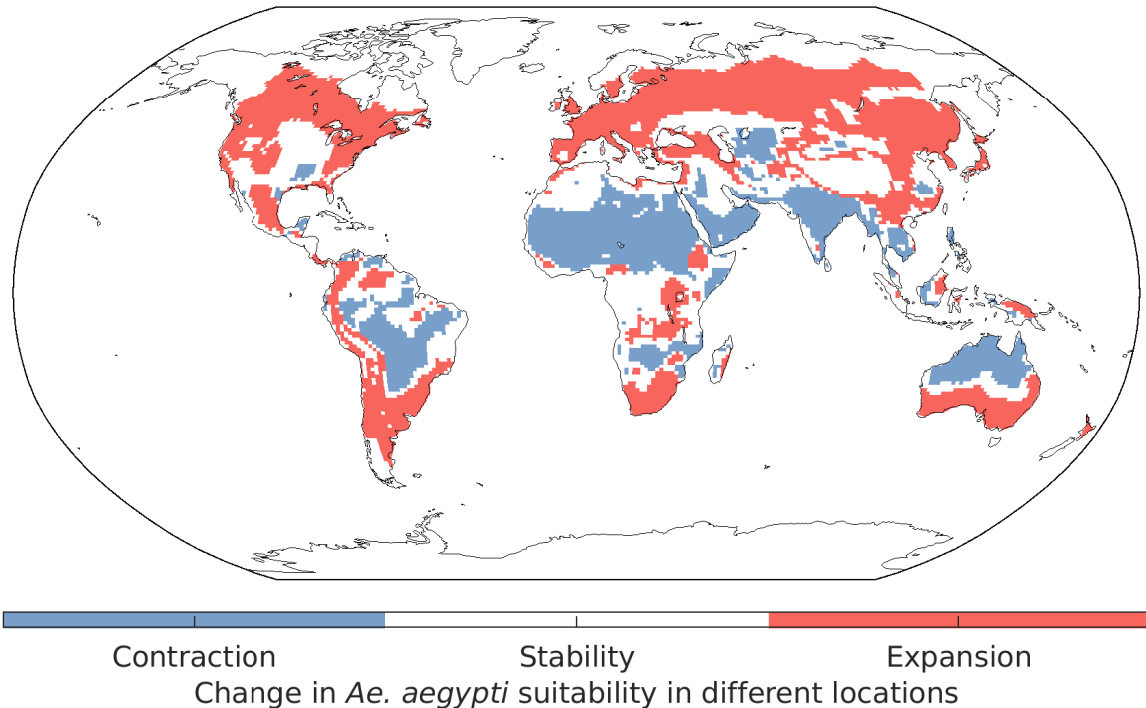 Contraction Stability Expansion
Change in Ae. aegypti suitability in different locations